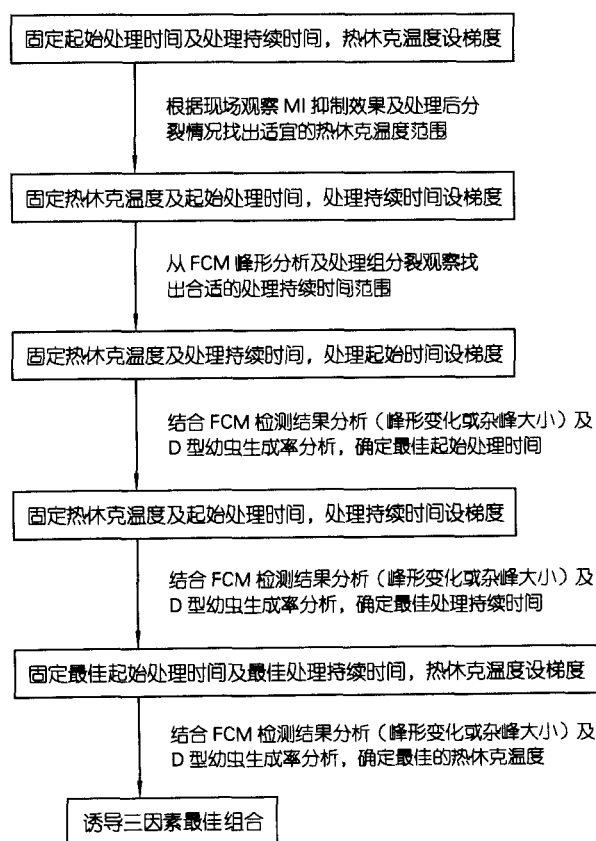 固定起始处理时间及处理持续时间，热休克温度设梯度
根据现场观察 MI 抑制效果及处理后分
裂情况找出适宜的热休克温度范围
固定热休克温度及起始处理时间，处理持续时间设梯度
从 FCM 峰形分析及处理组分裂观察找
出合适的处理持续时间范围
固定热休克温度及处理持续时间，处理起始时间设梯度
结合 FCM 检测结果分析（峰形变化或杂峰大小）及
D 型幼虫生成率分析，确定最佳起始处理时间
固定热休克温度及起始处理时间，处理持续时间设梯度
结合 FCM 检测结果分析（峰形变化或杂峰大小）及
D 型幼虫生成率分析，确定最佳处理持续时间
固定最佳起始处理时间及最佳处理持续时间，热休克温度设梯度
结合 FCM 检测结果分析（峰形变化或杂峰大小）及
D 型幼虫生成率分析，确定最佳的热休克温度
诱导三因素最佳组合